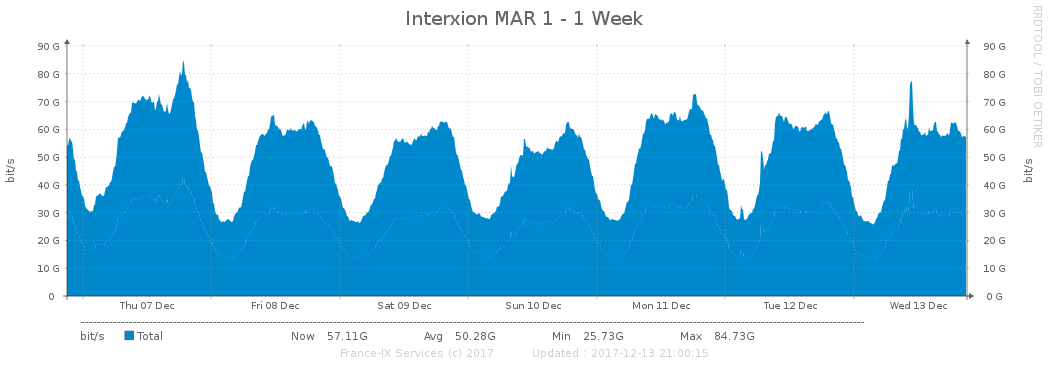 Interxion MAR 1 - 1 Week
RRDTOOL / TOBI OETIKER
90 G 90 G
80 G 80 G
70 G 70 G
60 G 60 G
50 G 50 G
40 G 40 G
30 G 30 G
20 G 20 G
10 G 10 G
0 0 G
bit/s bit/s
Thu 07 Dec Fri 08 Dec Sat 09 Dec Sun 10 Dec Mon 11 Dec Tue 12 Dec Wed 13 Dec
bit/s Total Now 57.11G Avg 50.28G Min 25.73G Max 84.73G
France-IX Services (c) 2017 Updated : 2017-12-13 21:00:15